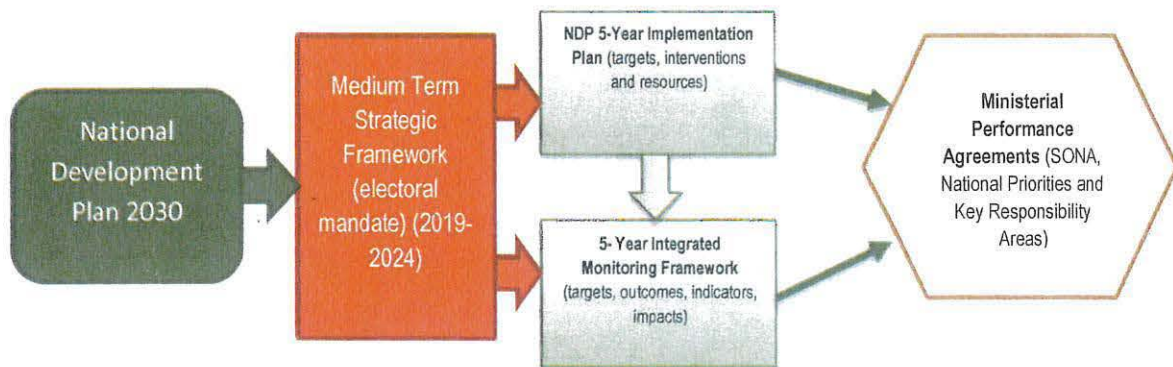 National
Development
Plan 2030
Medium Term
Strategic
Framework
(electoral
mandate) (2019-
2024)
NDP 5-Year Implementation
Plan (targets, interventions
and resources)
5- Year Integrated
Monitoring Framework
(targets, outcomes, indicators,
impacts)
Ministerial
Performance
Agreements (SONA,
National Priorities and
Key Responsibility
Areas)